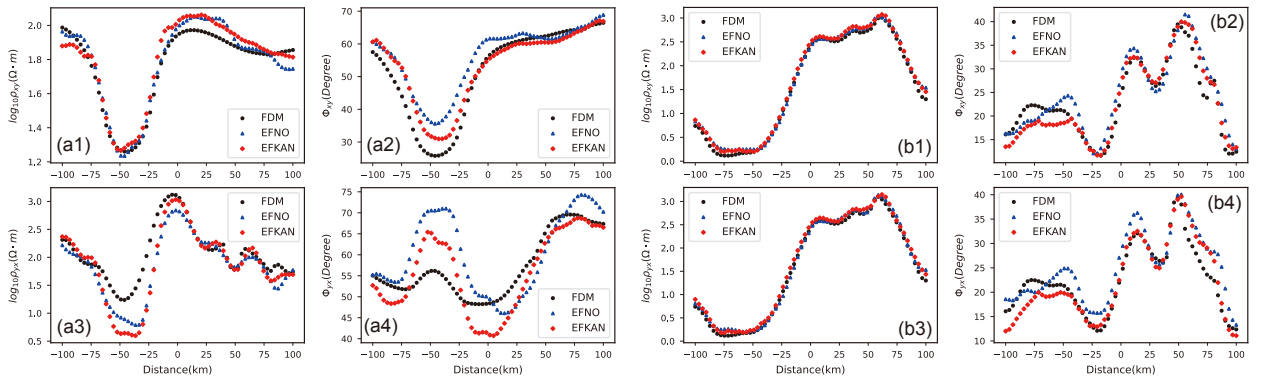 log10ρxy(Ω • m)
2.0
1.8
1.6
1.4
1.2
−100 −75 −50 −25 0 25 50 75 100
FDM
EFNO
EFKAN
(a1)
Φxy(Degree)
70
60
50
40
30
−100 −75 −50 −25 0 25 50 75 100
FDM
EFNO
EFKAN
(a2)
log10ρxy(Ω • m)
3.0
2.5
2.0
1.5
1.0
0.5
0.0
−100 −75 −50 −25 0 25 50 75 100
FDM
EFNO
EFKAN
(b1)
Φxy(Degree)
40
35
30
25
20
15
−100 −75 −50 −25 0 25 50 75 100
FDM
EFNO
EFKAN
(b2)
log10ρyx(Ω • m)
3.0
2.5
2.0
1.5
1.0
0.5
−100 −75 −50 −25 0 25 50 75 100
Distance(km)
FDM
EFNO
EFKAN
(a3)
Φyx(Degree)
75
70
65
60
55
50
45
40
−100 −75 −50 −25 0 25 50 75 100
Distance(km)
FDM
EFNO
EFKAN
(a4)
log10ρyx(Ω • m)
3.0
2.5
2.0
1.5
1.0
0.5
0.0
−100 −75 −50 −25 0 25 50 75 100
Distance(km)
FDM
EFNO
EFKAN
(b3)
Φyx(Degree)
40
35
30
25
20
15
10
−100 −75 −50 −25 0 25 50 75 100
Distance(km)
FDM
EFNO
EFKAN
(b4)